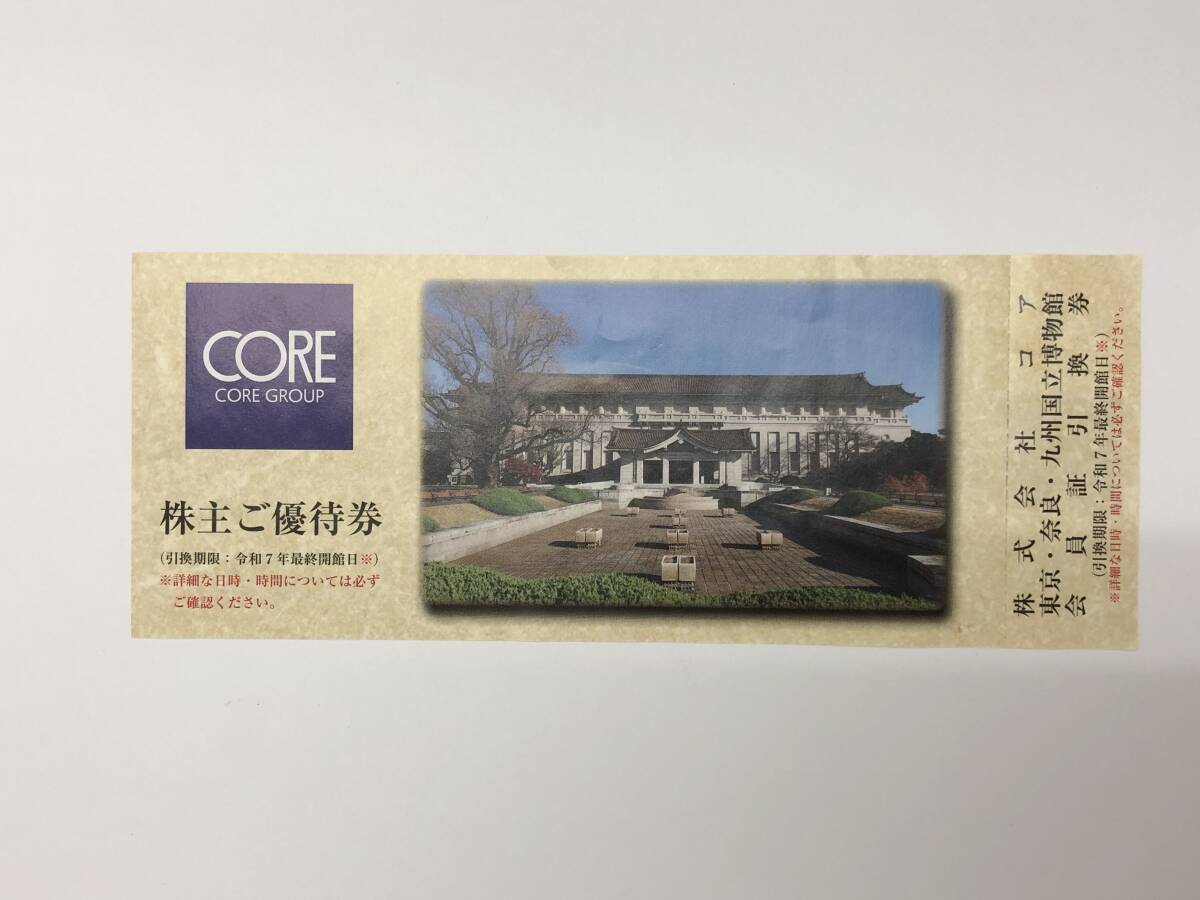 CORE
CORE GROUP
株主ご優待券
(引換期限：令和7年最終開館日※)
※詳細な日時・時間については必ず
ご確認ください。
株式会社コア
東京・奈良・九州国立博物館
会員証引換券
(引換期限：令和7年最終開館日※)
※詳細な日時・時間については必ずご確認ください。